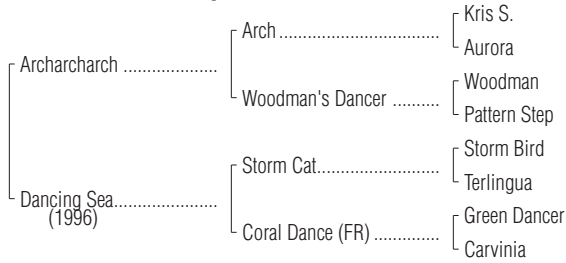 Kris S.
Arch........................................
Aurora
Archarcharch ....................
Woodman
Woodman's Dancer ..........
Pattern Step
Storm Bird
Storm Cat..............................
Terlingua
Dancing Sea......................
(1996)
Green Dancer
Coral Dance (FR) ..............
Carvinia